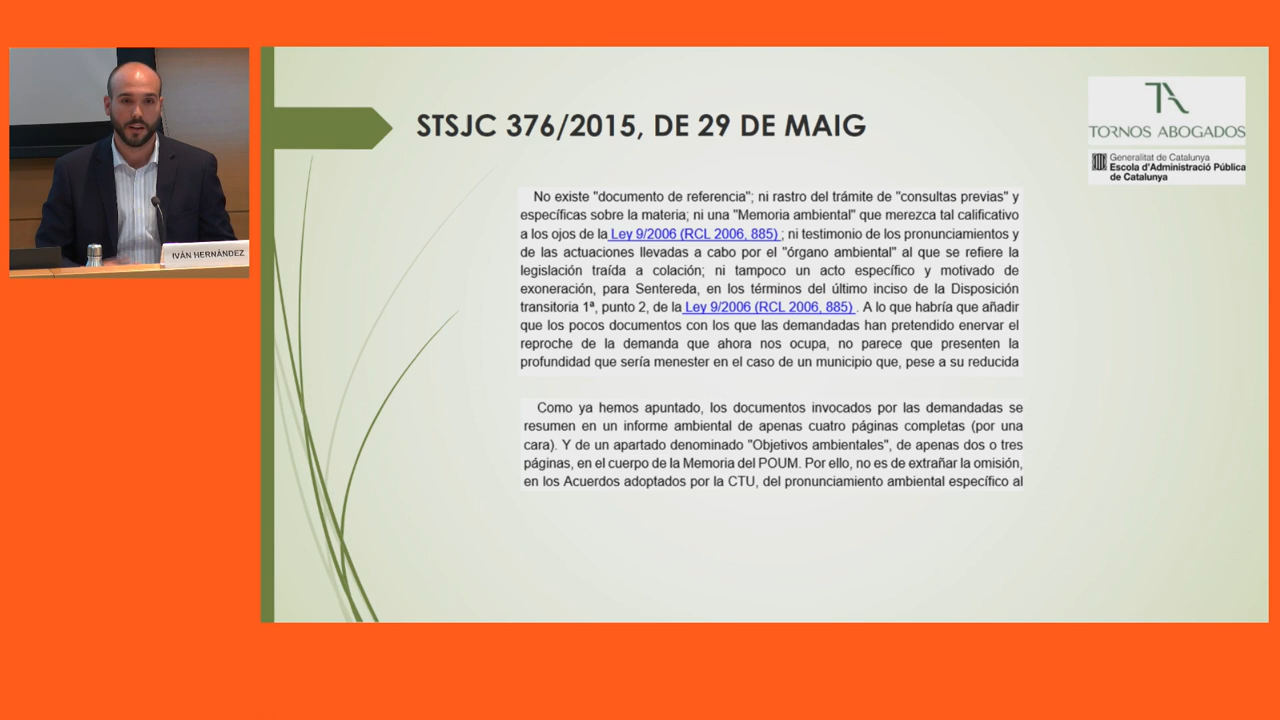 STSJC 376/2015, DE 29 DE MAIG
TORNOS ABOGADOS
Generalitat de Catalunya
Escola d'Administració Pública
de Catalunya
No existe "documento de referencia"; ni rastro del trámite de "consultas previas" y
específicas sobre la materia; ni una "Memoria ambiental" que merezca tal calificativo
a los ojos de la Ley 9/2006 (RCL 2006, 885) ; ni testimonio de los pronunciamientos y
de las actuaciones llevadas a cabo por el "órgano ambiental" al que se refiere la
legislación traída a colación; ni tampoco un acto específico y motivado de
exoneración, para Sentereda, en los términos del último inciso de la Disposición
transitoria 1ª, punto 2, de la Ley 9/2006 (RCL 2006, 885) . A lo que habría que añadir
que los pocos documentos con los que las demandadas han pretendido enervar el
reproche de la demanda que ahora nos ocupa, no parece que presenten la
profundidad que sería menester en el caso de un municipio que, pese a su reducida
Como ya hemos apuntado, los documentos invocados por las demandadas se
resumen en un informe ambiental de apenas cuatro páginas completas (por una
cara). Y de un apartado denominado "Objetivos ambientales", de apenas dos o tres
páginas, en el cuerpo de la Memoria del POUM. Por ello, no es de extrañar la omisión,
en los Acuerdos adoptados por la CTU, del pronunciamiento ambiental específico al
IVÁN HERNÁNDEZ